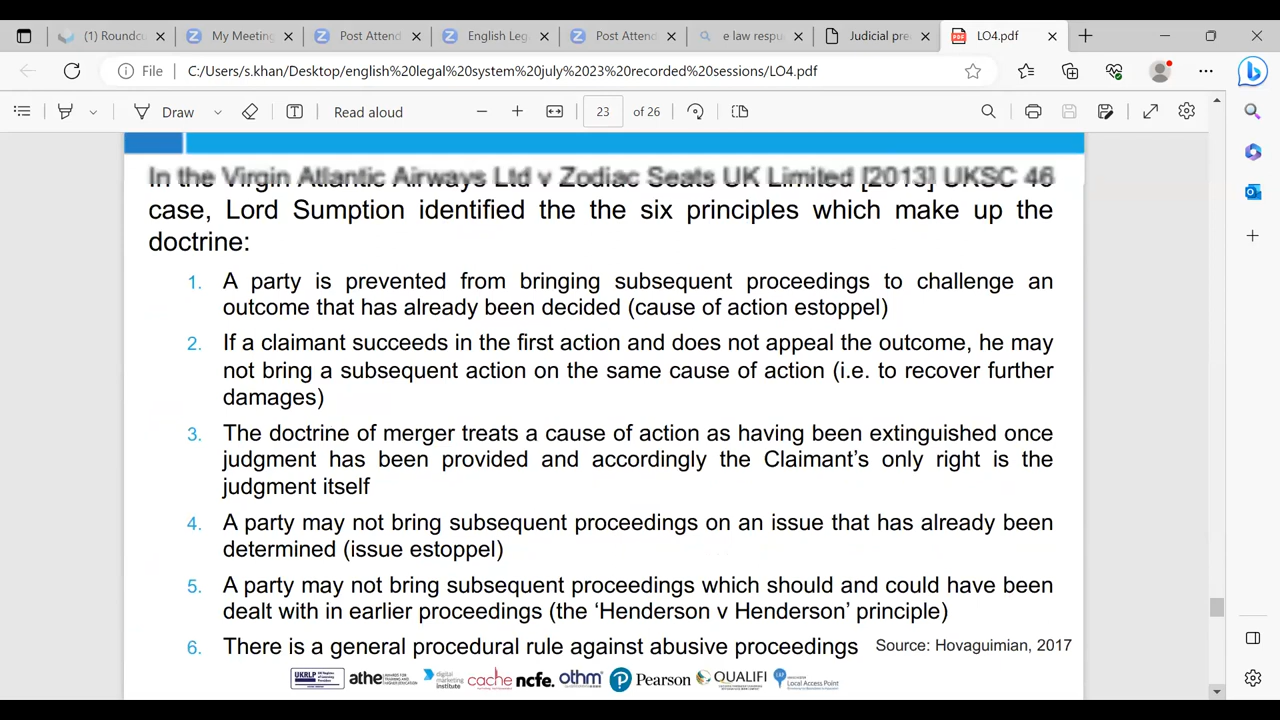 (1) Roundcu
My Meetin
Post Attend
English Leg
Post Attend
e law respu
Judicial pre
LO4.pdf
File C:/Users/s.khan/Desktop/english%20legal%20system%20july%2023%20recorded%20sessions/LO4.pdf
Draw
Read aloud
23 of 26
In the Virgin Atlantic Airways Ltd v Zodiac Seats UK Limited [2013] UKSC 46
case, Lord Sumption identified the the six principles which make up the
doctrine:
1. A party is prevented from bringing subsequent proceedings to challenge an
outcome that has already been decided (cause of action estoppel)
2. If a claimant succeeds in the first action and does not appeal the outcome, he may
not bring a subsequent action on the same cause of action (i.e. to recover further
damages)
3. The doctrine of merger treats a cause of action as having been extinguished once
judgment has been provided and accordingly the Claimant's only right is the
judgment itself
4. A party may not bring subsequent proceedings on an issue that has already been
determined (issue estoppel)
5. A party may not bring subsequent proceedings which should and could have been
dealt with in earlier proceedings (the 'Henderson v Henderson' principle)
6. There is a general procedural rule against abusive proceedings
Source: Hovaguimian, 2017
UKRLP
athe
digital marketing institute
cache
ncfe.
othm
Pearson
QUALIFI
LAP
Local Access Point